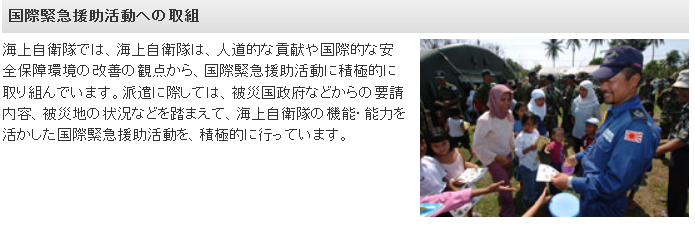 国際緊急援助活動への取組
海上自衛隊では、海上自衛隊は、人道的な貢献や国際的な安
全保障環境の改善の観点から、国際緊急援助活動に積極的に
取り組んでいます。派遣に際しては、被災国政府などからの要請
内容、被災地の状況などを踏まえて、海上自衛隊の機能・能力を
活かした国際緊急援助活動を、積極的に行っています。